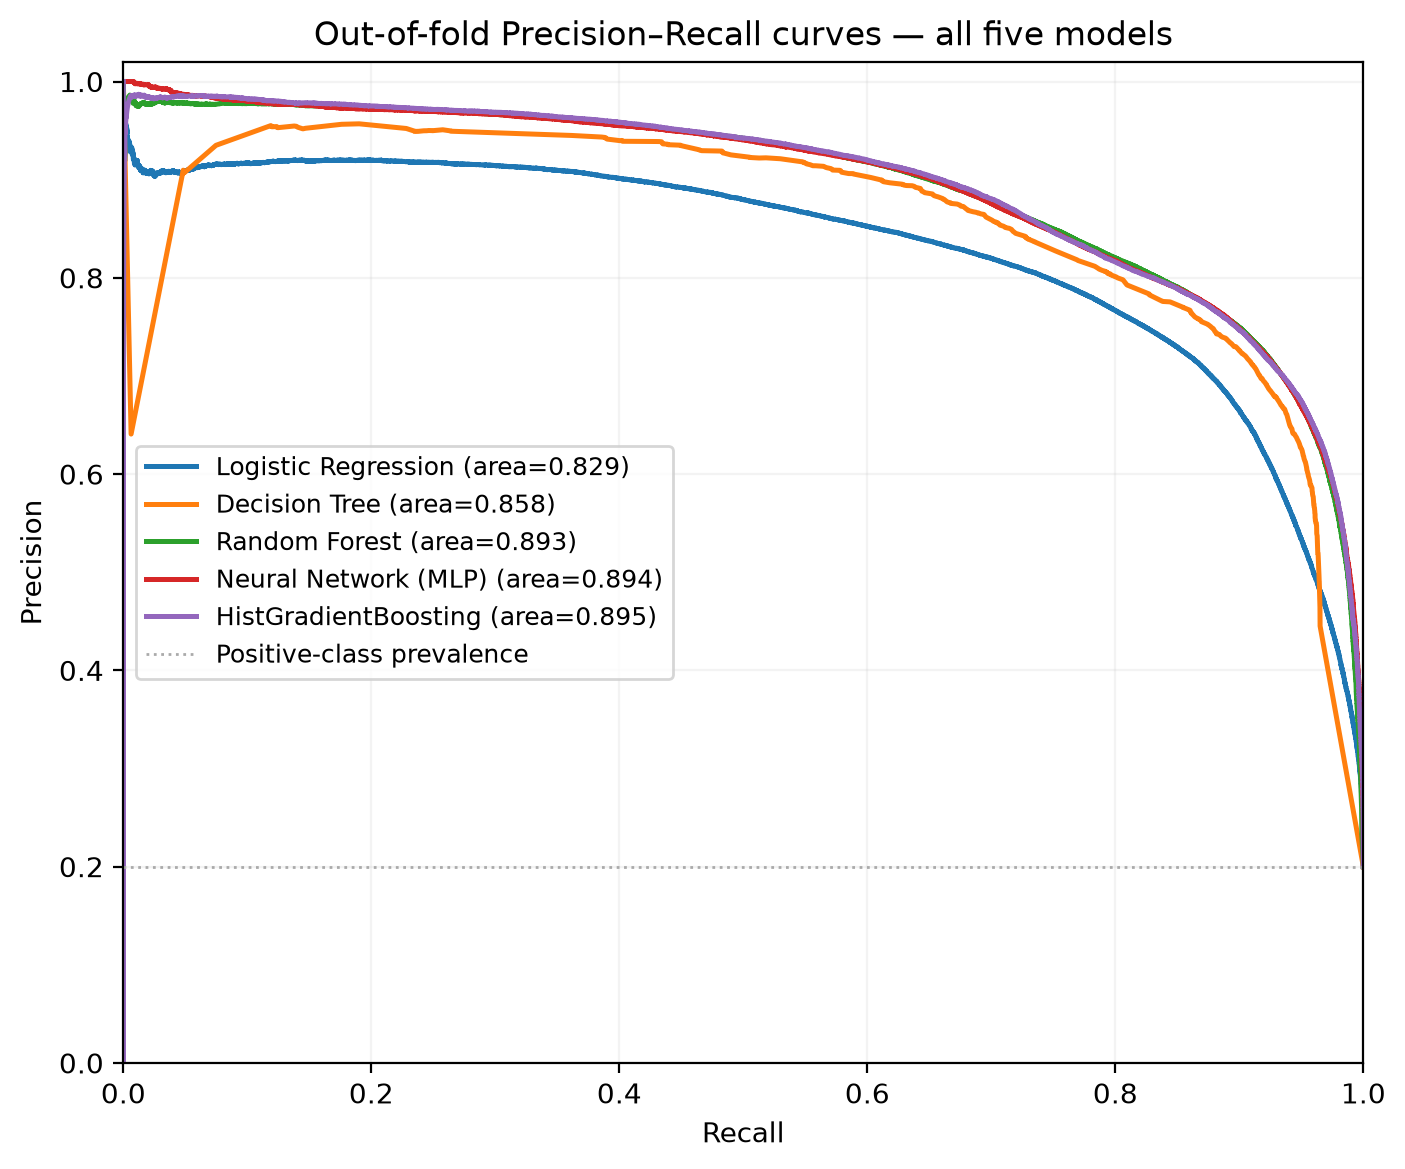 Out-of-fold Precision–Recall curves — all five models
1.0
0.8
0.6
0.4
0.2
0.0
Precision
Logistic Regression (area=0.829)
Decision Tree (area=0.858)
Random Forest (area=0.893)
Neural Network (MLP) (area=0.894)
HistGradientBoosting (area=0.895)
Positive-class prevalence
0.0 0.2 0.4 0.6 0.8 1.0
Recall